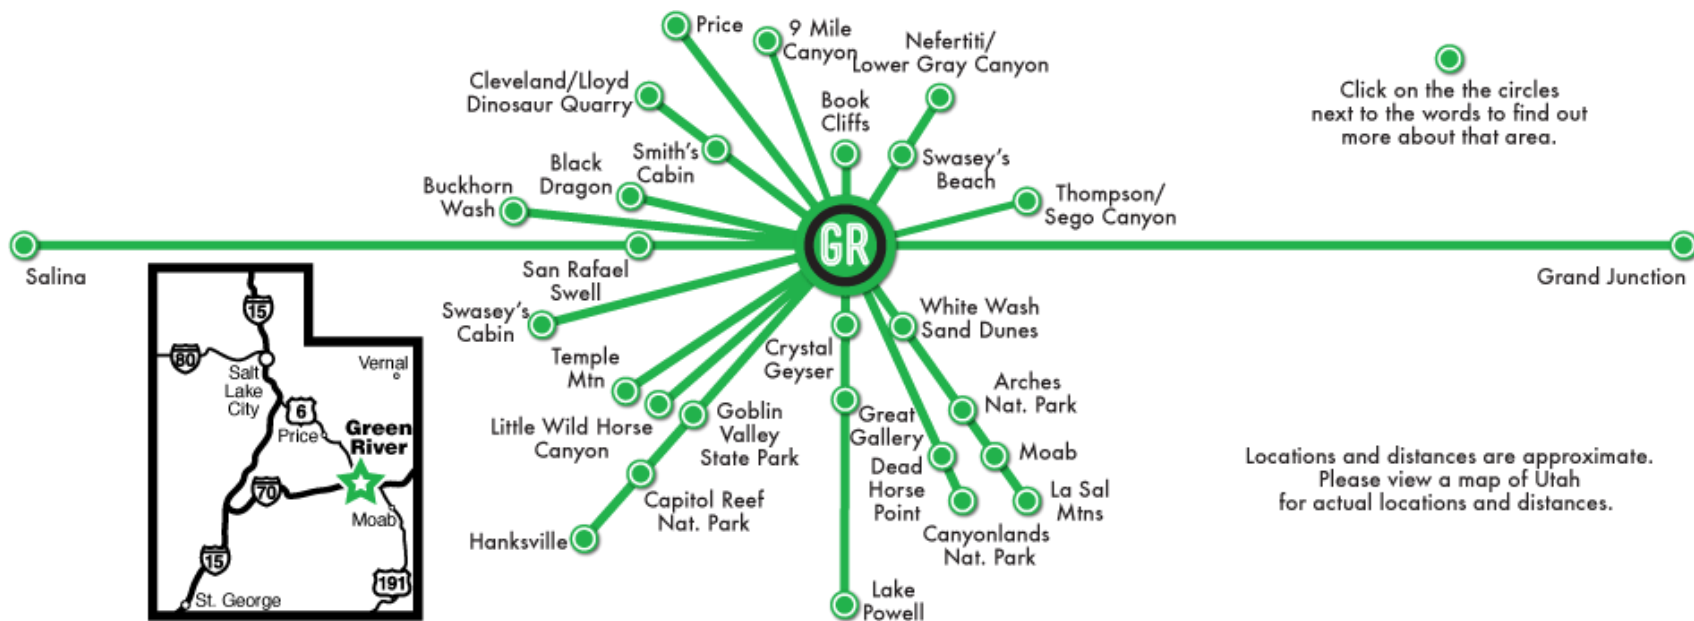 Price
9 Mile
Canyon
Nefertiti/
Lower Gray Canyon
Click on the the circles
next to the words to find out
more about that area.
Cleveland/Lloyd
Dinosaur Quarry
Book
Cliffs
Smith's
Cabin
Swasey's
Beach
Black
Dragon
Buckhorn
Wash
Thompson/
Sego Canyon
GR
Salina
San Rafael
Swell
Grand Junction
Swasey's
Cabin
White Wash
Sand Dunes
Crystal
Geyser
Temple
Mtn
Arches
Nat. Park
Little Wild Horse
Canyon
Goblin
Valley
State Park
Great
Gallery
Moab
Dead
Horse
Point
La Sal
Mtns
Capitol Reef
Nat. Park
Canyonlands
Nat. Park
Hanksville
Lake
Powell
Locations and distances are approximate.
Please view a map of Utah
for actual locations and distances.
15
80
Salt
Lake
City
Vernal
6
Price
Green
River
70
Moab
15
191
St. George